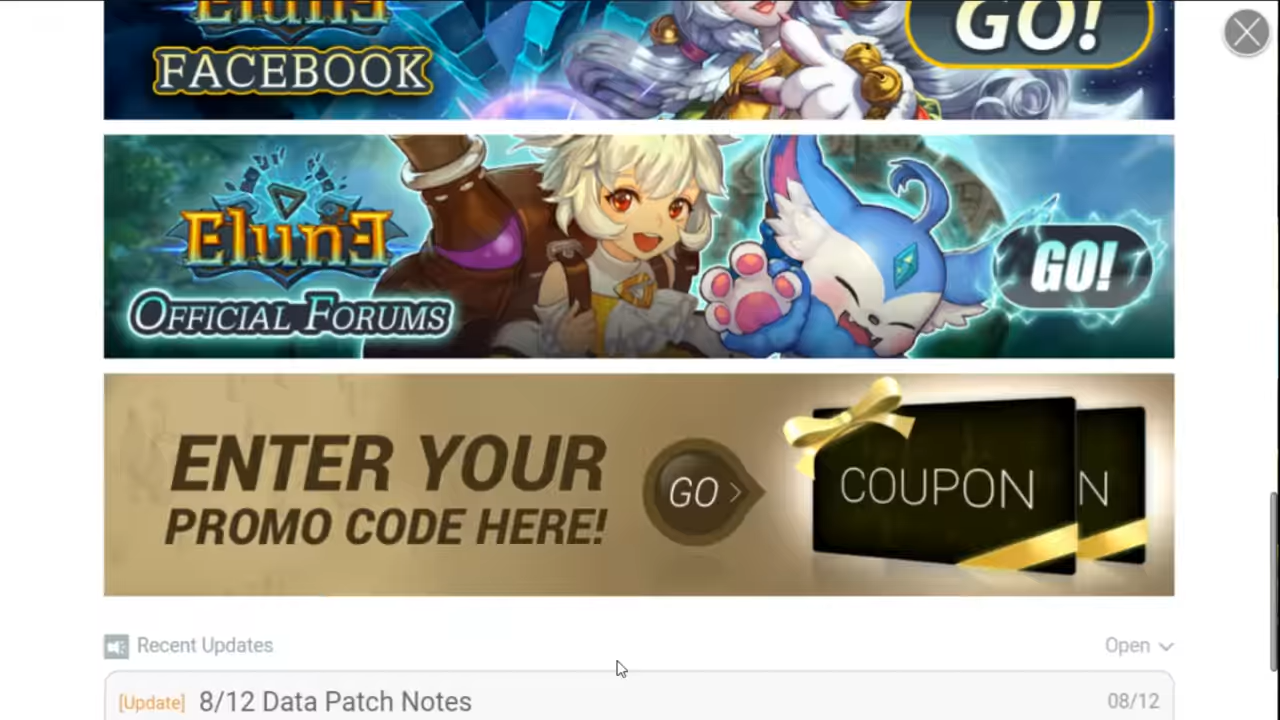 ElunE
FACEBOOK
GO!
ElunE
OFFICIAL FORUMS
GO!
ENTER YOUR
PROMO CODE HERE!
GO >
COUPON
N
Recent Updates
Open
[Update] 8/12 Data Patch Notes
08/12